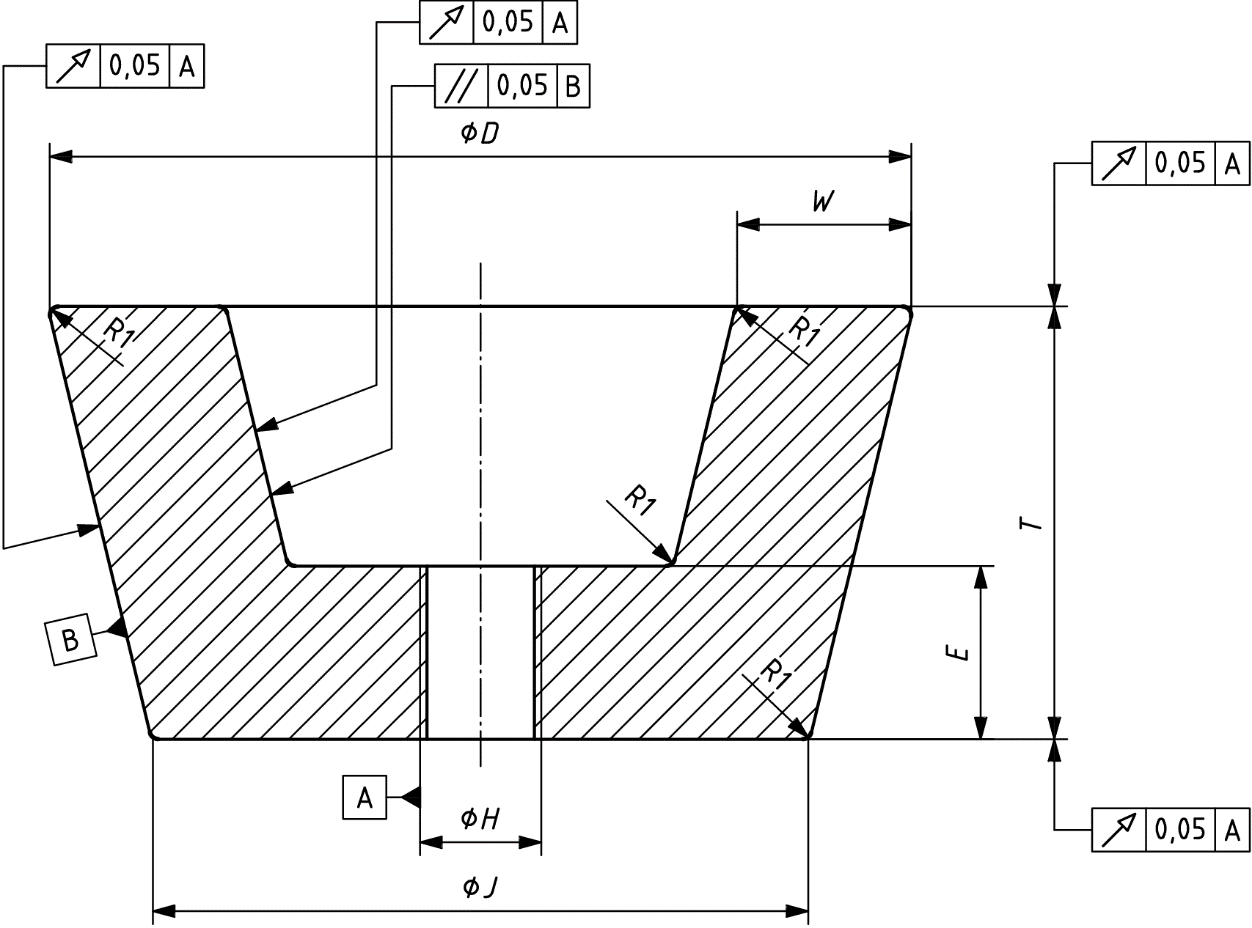 ↗ 0,05 A
↗ 0,05 A
// 0,05 B
ϕD
↗ 0,05 A
W
R1
R1
R1
T
B
E
R1
A
ϕH
↗ 0,05 A
ϕJ